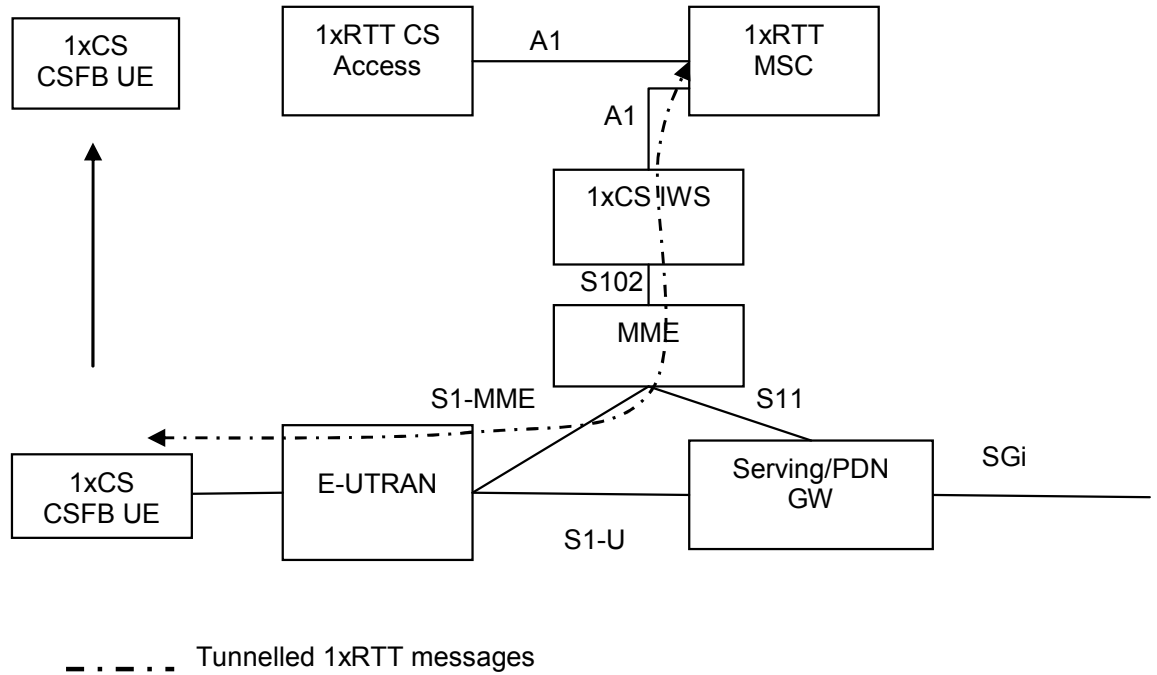 1xCS
CSFB UE
1xRTT CS
Access
A1
1xRTT
MSC
A1
1xCS IWS
S102
MME
S1-MME
S11
1xCS
CSFB UE
E-UTRAN
Serving/PDN
GW
SGi
S1-U
Tunnelled 1xRTT messages